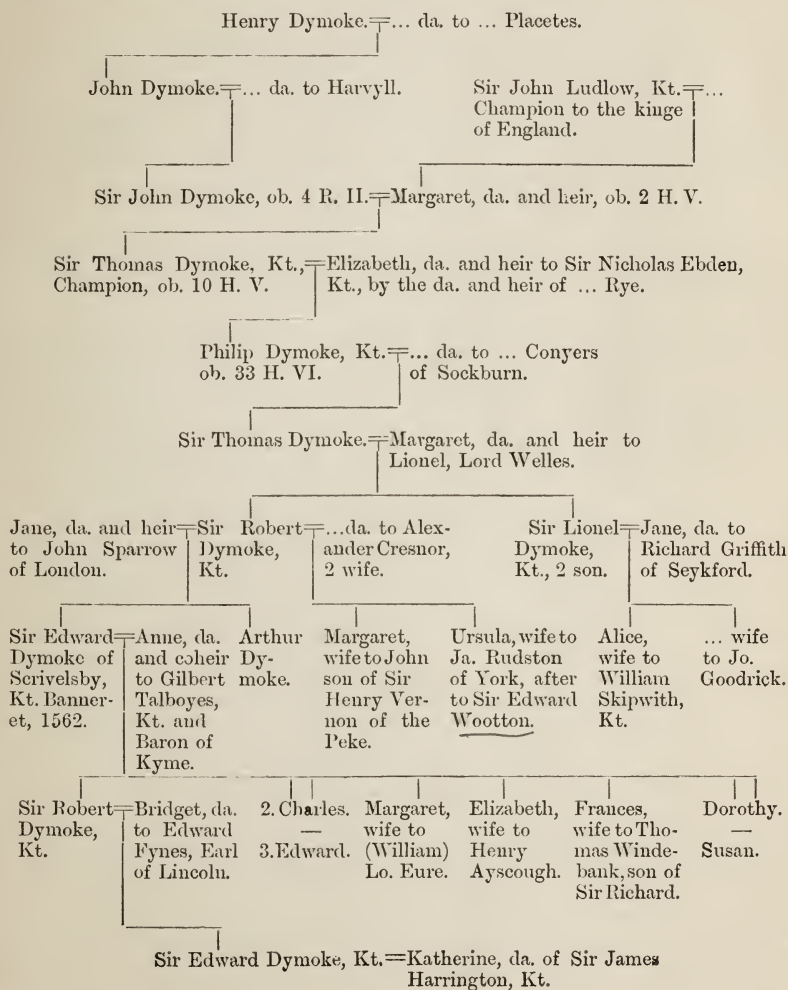 Henry Dymoke.=... da. to ... Placetes.
John Dymoke.=... da. to Harvyll.
Sir John Ludlow, Kt.=...
Champion to the kinge
of England.
Sir John Dymoke, ob. 4 R. II.=Margaret, da. and heir, ob. 2 H. V.
Sir Thomas Dymoke, Kt.,=Elizabeth, da. and heir to Sir Nicholas Ebden,
Champion, ob. 10 H. V. Kt., by the da. and heir of ... Rye.
Philip Dymoke, Kt.=... da. to ... Conyers
ob. 33 H. VI. of Sockburn.
Sir Thomas Dymoke.=Margaret, da. and heir to
Lionel, Lord Welles.
Jane, da. and heir=Sir Robert=...da. to Alex-
to John Sparrow Dymoke, ander Cresnor,
of London. Kt. 2 wife.
Sir Lionel=Jane, da. to
Dymoke, Richard Griffith
Kt., 2 son. of Seykford.
Sir Edward=Anne, da.
Dymoke of and coheir
Scrivelsby, to Gilbert
Kt. Banner- Talboyes,
et, 1562. Kt. and
Baron of
Kyme.
Arthur
Dy-
moke.
Margaret,
wife to John
son of Sir
Henry Ver-
non of the
Peke.
Ursula, wife to
Ja. Rudston
of York, after
to Sir Edward
Wootton.
Alice,
wife to
William
Skipwith,
Kt.
... wife
to Jo.
Goodrick.
Sir Robert=Bridget, da.
Dymoke, to Edward
Kt. Fynes, Earl
of Lincoln.
2. Charles.
—
3. Edward.
Margaret,
wife to
(William)
Lo. Eure.
Elizabeth,
wife to
Henry
Ayscough.
Frances,
wife to Tho-
mas Winde-
bank, son of
Sir Richard.
Dorothy.
—
Susan.
Sir Edward Dymoke, Kt.=Katherine, da. of Sir James
Harrington, Kt.